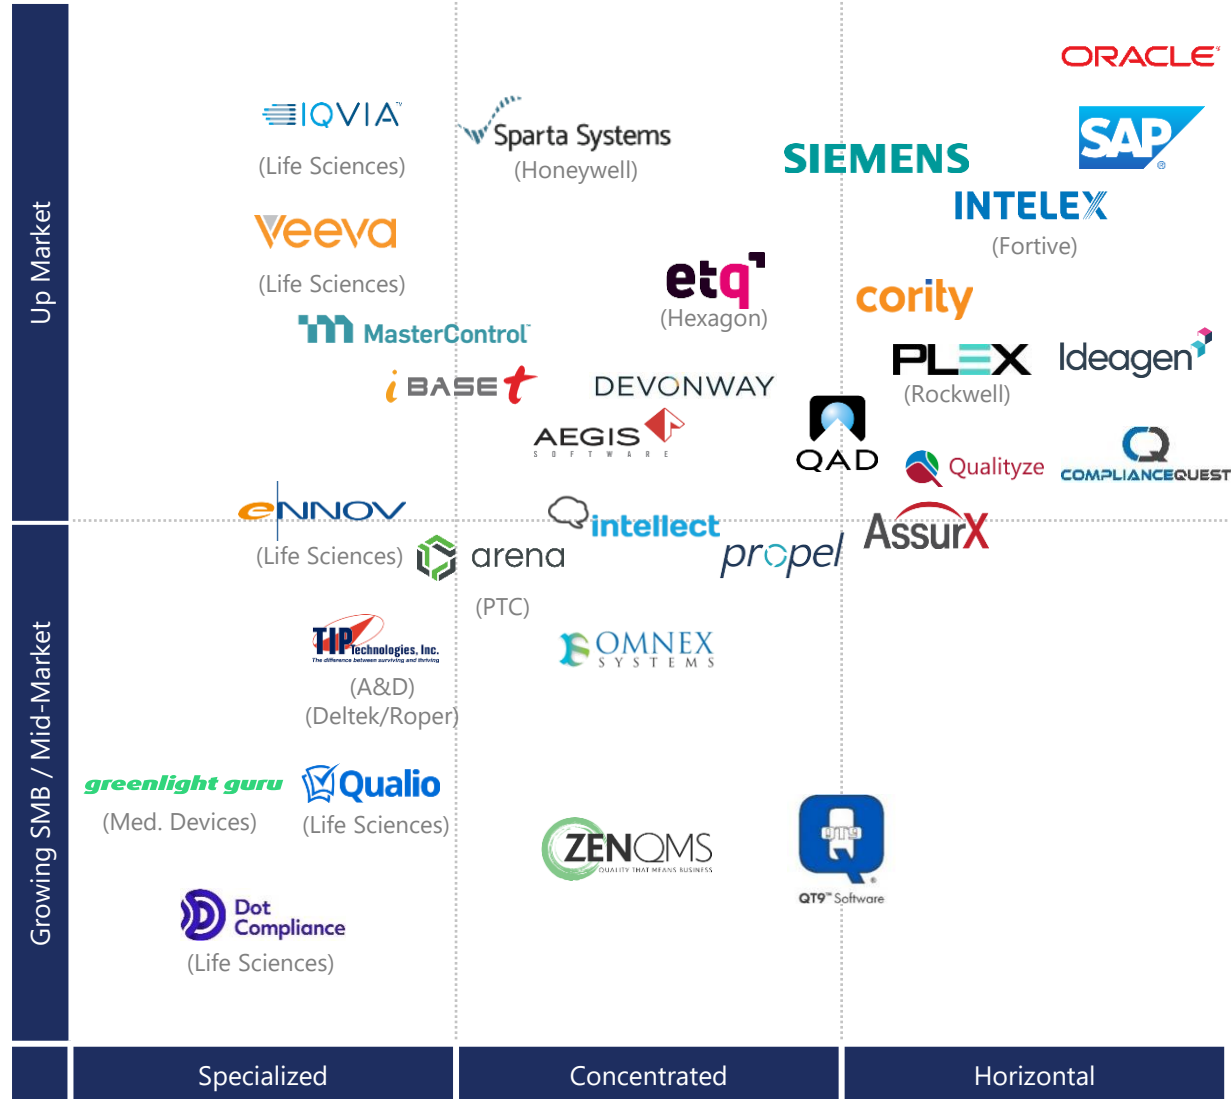 ORACLE®
IQVIA™
(Life Sciences)
Sparta Systems
(Honeywell)
SIEMENS
SAP®
INTELEX
(Fortive)
Veeva
(Life Sciences)
etq
(Hexagon)
cority
MasterControl™
PLEX
(Rockwell)
Ideagen
iBASEt
DEVONWAY
AEGIS
SOFTWARE
QAD
Qualityze
COMPLIANCEQUEST
eNNOV
(Life Sciences)
intellect
AssurX
arena
(PTC)
propel
TIP Technologies, Inc.
The difference between surviving and thriving
(A&D)
(Deltek/Roper)
OMNEX
SYSTEMS
greenlight guru
(Med. Devices)
Qualio
(Life Sciences)
ZENQMS
QUALITY THAT MEANS BUSINESS
QT9
®
QT9™ Software
Dot
Compliance
(Life Sciences)
Up Market
Growing SMB / Mid-Market
Specialized
Concentrated
Horizontal